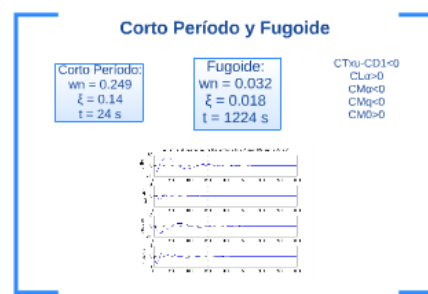 Corto Período y Fugoide
Corto Período:
wn = 0.249
ξ = 0.14
t = 24 s
Fugoide:
wn = 0.032
ξ = 0.018
t = 1224 s
CTxu-CD1<0
CLα>0
CMα<0
CMq<0
CM0>0